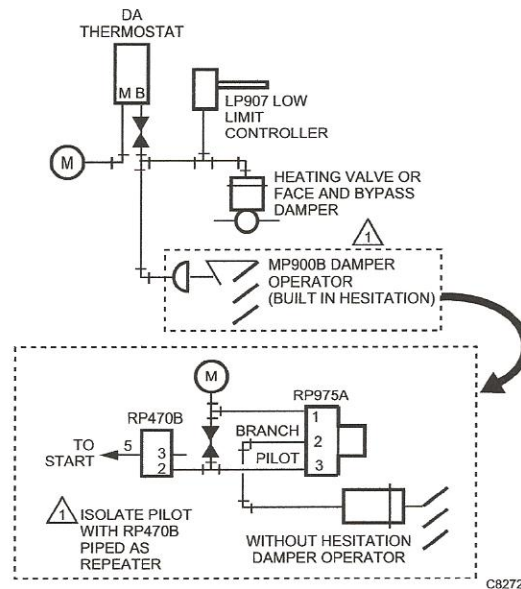 DA
THERMOSTAT
M B
LP907 LOW
LIMIT
CONTROLLER
M
HEATING VALVE OR
FACE AND BYPASS
DAMPER
1
MP900B DAMPER
OPERATOR
(BUILT IN HESITATION)
M
RP470B
RP975A
1
TO
START
5
3
2
BRANCH
2
PILOT
3
1
ISOLATE PILOT
WITH RP470B
PIPED AS
REPEATER
WITHOUT HESITATION
DAMPER OPERATOR
C8272